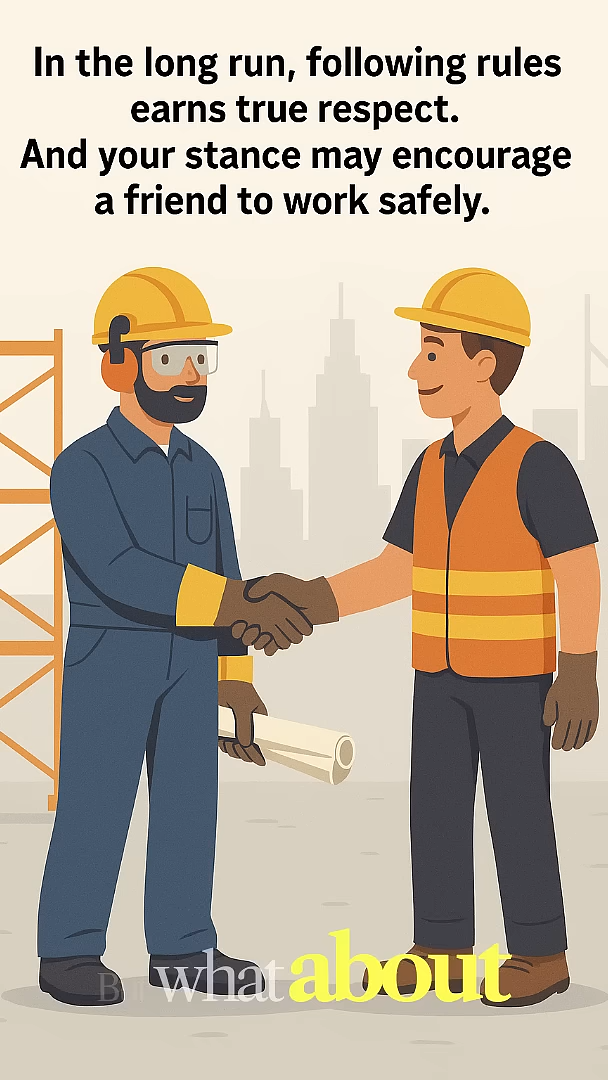 In the long run, following rules
earns true respect.
And your stance may encourage
a friend to work safely.
what about